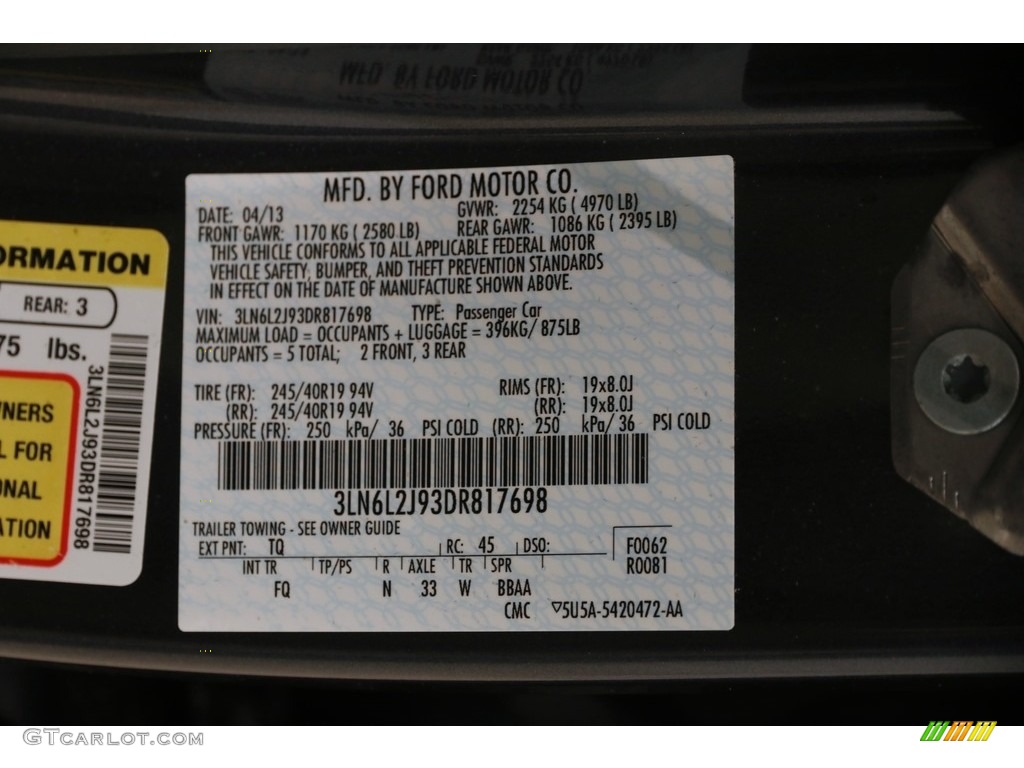 MFD. BY FORD MOTOR CO.
MFD. BY FORD MOTOR CO.
DATE: 04/13 GVWR: 2254 KG ( 4970 LB)
FRONT GAWR: 1170 KG ( 2580 LB) REAR GAWR: 1086 KG ( 2395 LB)
THIS VEHICLE CONFORMS TO ALL APPLICABLE FEDERAL MOTOR
VEHICLE SAFETY, BUMPER, AND THEFT PREVENTION STANDARDS
IN EFFECT ON THE DATE OF MANUFACTURE SHOWN ABOVE.
VIN: 3LN6L2J93DR817698 TYPE: Passenger Car
MAXIMUM LOAD = OCCUPANTS + LUGGAGE = 396KG/ 875LB
OCCUPANTS = 5 TOTAL; 2 FRONT, 3 REAR
TIRE (FR): 245/40R19 94V RIMS (FR): 19x8.0J
(RR): 245/40R19 94V (RR): 19x8.0J
PRESSURE (FR): 250 kPa/ 36 PSI COLD (RR): 250 kPa/ 36 PSI COLD
3LN6L2J93DR817698
TRAILER TOWING - SEE OWNER GUIDE
EXT PNT: TQ RC: 45 DSO: F0062
INT TR TP/PS R AXLE TR SPR R0081
FQ N 33 W BBAA
CMC ▽5U5A-5420472-AA
ORMATION
REAR: 3
75 lbs.
NERS
L FOR
ONAL
ATION
3LN6L2J93DR817698
GTcarlot.com